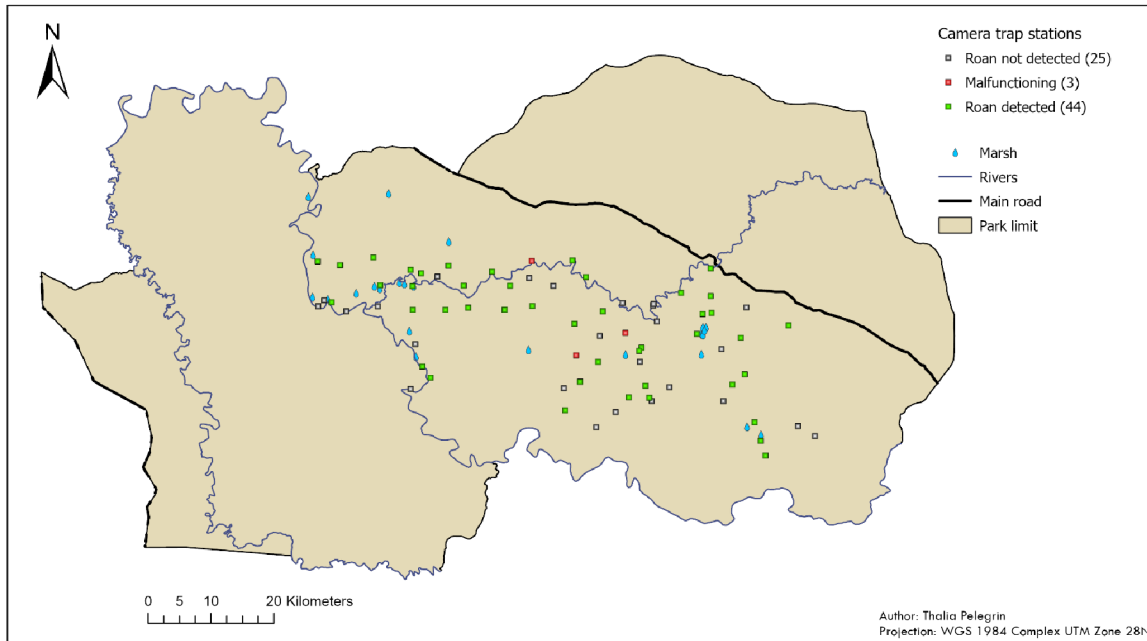 N
Camera trap stations
Roan not detected (25)
Malfunctioning (3)
Roan detected (44)
Marsh
Rivers
Main road
Park limit
0 5 10 20 Kilometers
Author: Thalia Pelegrin
Projection: WGS 1984 Complex UTM Zone 28N